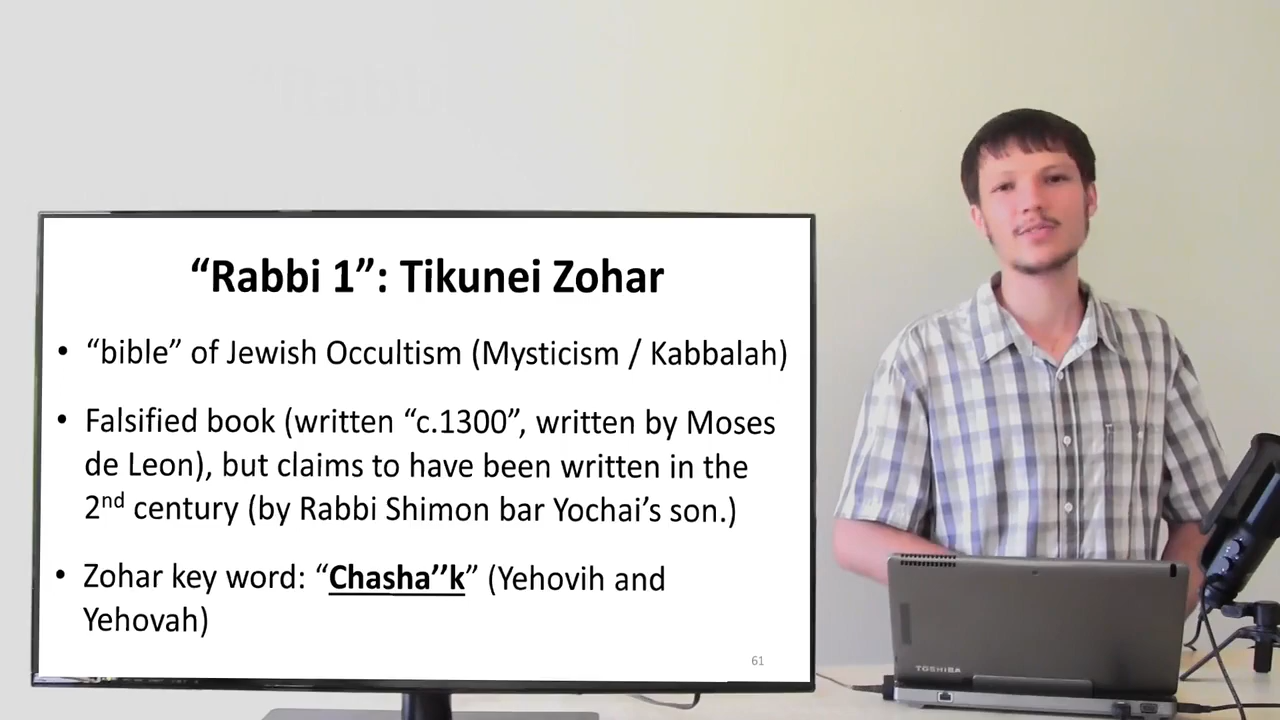 “Rabbi
“Rabbi 1”: Tikunei Zohar
• “bible” of Jewish Occultism (Mysticism / Kabbalah)
• Falsified book (written “c.1300”, written by Moses
de Leon), but claims to have been written in the
2nd century (by Rabbi Shimon bar Yochai’s son.)
• Zohar key word: “Chasha’’k” (Yehovih and
Yehovah)
61
TOSHIBA